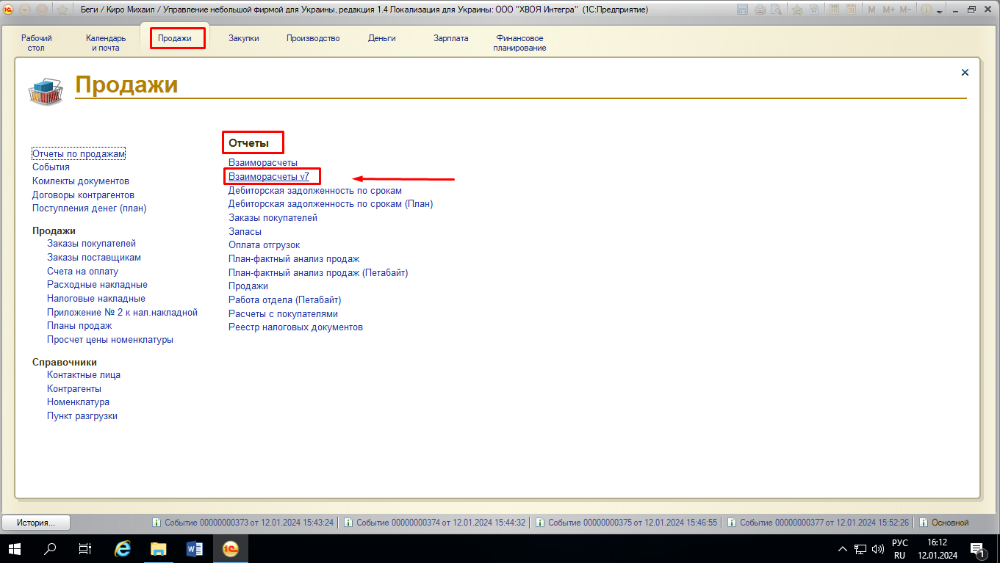 Беги / Киро Михаил / Управление небольшой фирмой для Украины, редакция 1.4 Локализация для Украины: ООО "ХВОЯ Интегра" (1С:Предприятие)
M M+ M-
Рабочий стол
Календарь и почта
Продажи
Закупки
Производство
Деньги
Зарплата
Финансовое планирование
Продажи
Отчеты по продажам
События
Комлекты документов
Договоры контрагентов
Поступления денег (план)
Продажи
Заказы покупателей
Заказы поставщикам
Счета на оплату
Расходные накладные
Налоговые накладные
Приложение № 2 к нал.накладной
Планы продаж
Просчет цены номенклатуры
Справочники
Контактные лица
Контрагенты
Номенклатура
Пункт разгрузки
Отчеты
Взаиморасчеты
Взаиморасчеты v7
Дебиторская задолженность по срокам
Дебиторская задолженность по срокам (План)
Заказы покупателей
Запасы
Оплата отгрузок
План-фактный анализ продаж
План-фактный анализ продаж (Петабайт)
Продажи
Работа отдела (Петабайт)
Расчеты с покупателями
Реестр налоговых документов
История...
Событие 00000000373 от 12.01.2024 15:43:24
Событие 00000000374 от 12.01.2024 15:44:32
Событие 00000000375 от 12.01.2024 15:46:55
Событие 00000000377 от 12.01.2024 15:52:26
Основной
РУС
RU
16:12
12.01.2024
1